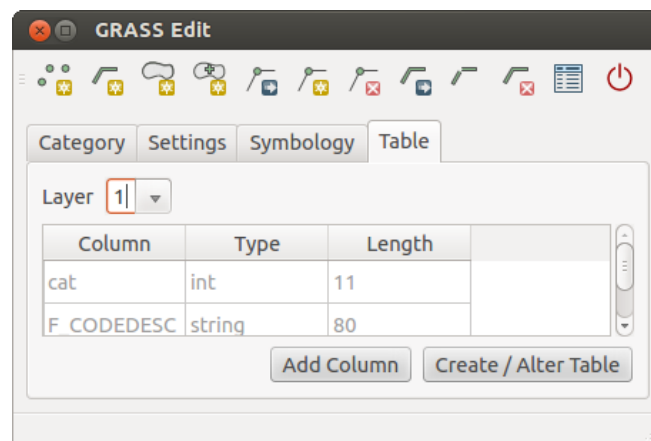 GRASS Edit
Category Settings Symbology Table
Layer 1
Column Type Length
cat int 11
F_CODEDESC string 80
Add Column Create / Alter Table